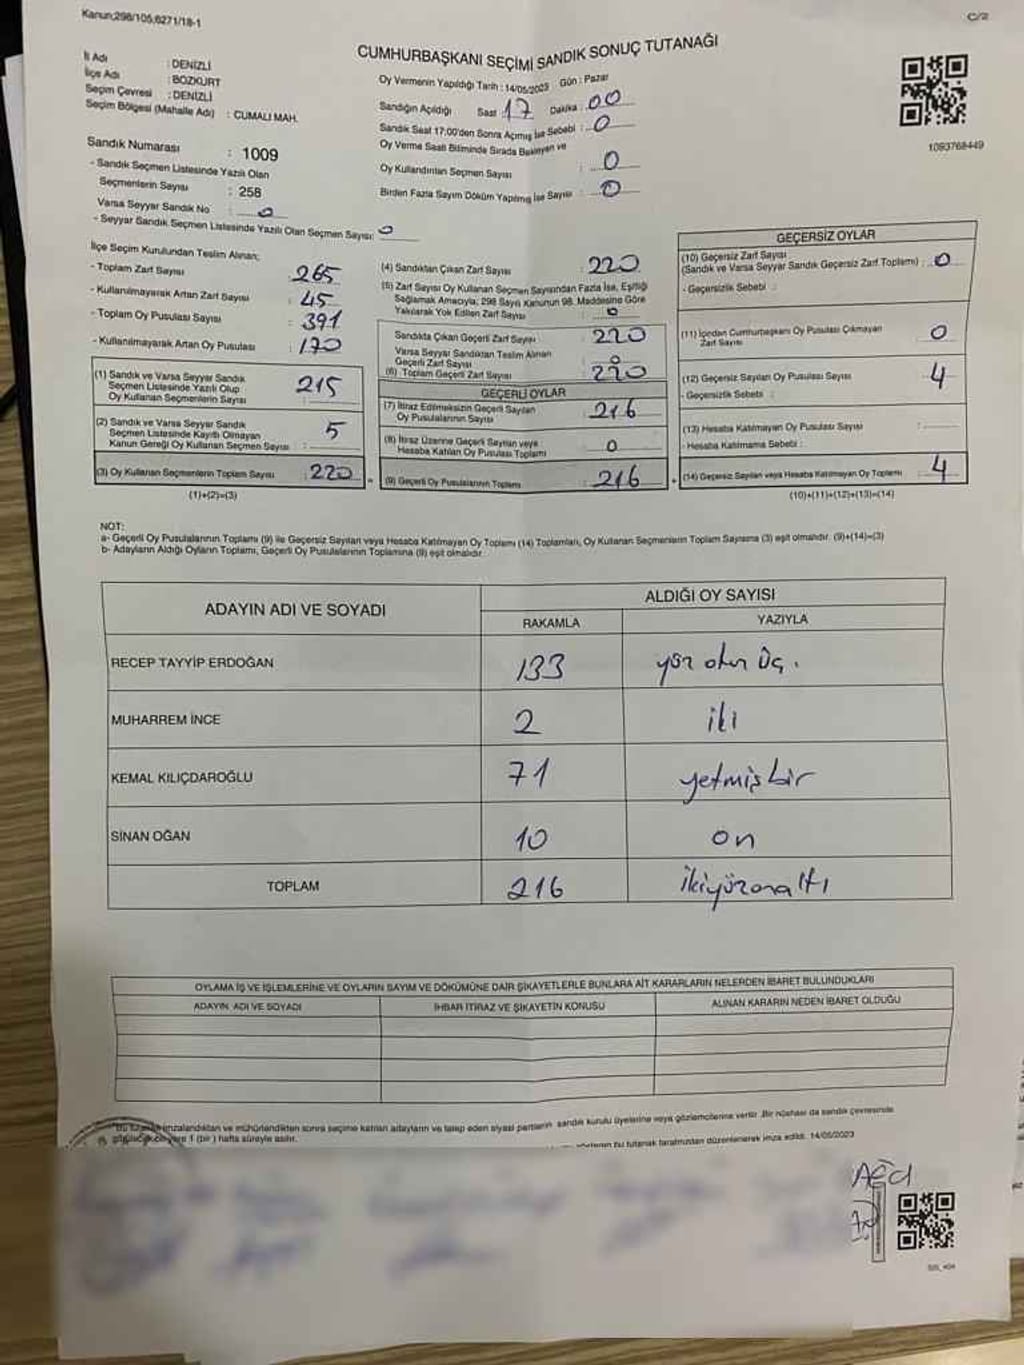 Kanun;298/105,6271/18-1
C/2
CUMHURBAŞKANI SEÇİMİ SANDIK SONUÇ TUTANAĞI
İl Adı : DENİZLİ
İlçe Adı : BOZKURT
Seçim Çevresi : DENİZLİ
Seçim Bölgesi (Mahalle Adı) : CUMALI MAH.
Oy Vermenin Yapıldığı Tarih : 14/05/2023 Gün : Pazar
Sandığın Açıldığı Saat 17 Dakika : 00
Sandık Saat 17:00'den Sonra Açmış İse Sebebi : 0
Oy Verme Saati Bitiminde Sırada Bekleyen ve
Oy Kullandırılan Seçmen Sayısı : 0
Birden Fazla Sayım Döküm Yapılmış İse Sayısı : 0
1093768449
Sandık Numarası : 1009
- Sandık Seçmen Listesinde Yazılı Olan
Seçmenlerin Sayısı : 258
Varsa Seyyar Sandık No : 0
- Seyyar Sandık Seçmen Listesinde Yazılı Olan Seçmen Sayısı: 0
İlçe Seçim Kurulundan Teslim Alınan;
- Toplam Zarf Sayısı : 265
- Kullanılmayarak Artan Zarf Sayısı : 45
- Toplam Oy Pusulası Sayısı : 391
- Kullanılmayarak Artan Oy Pusulası : 170
(1) Sandık ve Varsa Seyyar Sandık
Seçmen Listesinde Yazılı Olup
Oy Kullanan Seçmenlerin Sayısı : 215
(2) Sandık ve Varsa Seyyar Sandık
Seçmen Listesinde Kayıtlı Olmayan
Kanun Gereği Oy Kullanan Seçmen Sayısı : 5
(3) Oy Kullanan Seçmenlerin Toplam Sayısı : 220
(1)+(2)=(3)
(4) Sandıktan Çıkan Zarf Sayısı : 220
(5) Zarf Sayısı Oy Kullanan Seçmen Sayısından Fazla İse, Eşitliği
Sağlamak Amacıyla; 298 Sayılı Kanunun 98. Maddesine Göre
Yakılarak Yok Edilen Zarf Sayısı : 0
Sandıkta Çıkan Geçerli Zarf Sayısı : 220
Varsa Seyyar Sandıktan Teslim Alınan
Geçerli Zarf Sayısı : 0
(6) Toplam Geçerli Zarf Sayısı : 220
GEÇERLİ OYLAR
(7) İtiraz Edilmeksizin Geçerli Sayılan
Oy Pusulalarının Sayısı : 216
(8) İtiraz Üzerine Geçerli Sayılan veya
Hesaba Katılan Oy Pusulası Toplamı : 0
(9) Geçerli Oy Pusulalarının Toplamı : 216
GEÇERSİZ OYLAR
(10) Geçersiz Zarf Sayısı
(Sandık ve Varsa Seyyar Sandık Geçersiz Zarf Toplamı) : 0
- Geçersizlik Sebebi :
(11) İçinden Cumhurbaşkanı Oy Pusulası Çıkmayan
Zarf Sayısı 0
(12) Geçersiz Sayılan Oy Pusulası Sayısı : 4
- Geçersizlik Sebebi :
(13) Hesaba Katılmayan Oy Pusulası Sayısı :
- Hesaba Katılmama Sebebi :
(14) Geçersiz Sayılan veya Hesaba Katılmayan Oy Toplamı : 4
(10)+(11)+(12)+(13)=(14)
NOT:
a- Geçerli Oy Pusulalarının Toplamı (9) ile Geçersiz Sayılan veya Hesaba Katılmayan Oy Toplamı (14) Toplamları, Oy Kullanan Seçmenlerin Toplam Sayısına (3) eşit olmalıdır. (9)+(14)=(3)
b- Adayların Aldığı Oyların Toplamı, Geçerli Oy Pusulalarının Toplamına (9) eşit olmalıdır.
ADAYIN ADI VE SOYADI
ALDIĞI OY SAYISI
RAKAMLA YAZIYLA
RECEP TAYYİP ERDOĞAN 133 yüz otuz üç.
MUHARREM İNCE 2 iki
KEMAL KILIÇDAROĞLU 71 yetmişbir
SİNAN OĞAN 10 on
TOPLAM 216 ikiyüzonaltı
OYLAMA İŞ VE İŞLEMLERİNE VE OYLARIN SAYIM VE DÖKÜMÜNE DAİR ŞİKAYETLERLE BUNLARA AİT KARARLARIN NELERDEN İBARET BULUNDUKLARI
ADAYIN ADI VE SOYADI İHBAR İTİRAZ VE ŞİKAYETİN KONUSU ALINAN KARARIN NEDEN İBARET OLDUĞU
imzalandıktan ve mühürlendikten sonra seçime katılan adayların ve talep eden siyasi partilerin sandık kurulu üyelerine veya gözlemcilerine verilir. Bir nüshası da sandık çevresinde
1 (bir) hafta süreyle asılır.
bu tutanak tarafımızdan düzenlenerek imza edildi. 14/05/2023